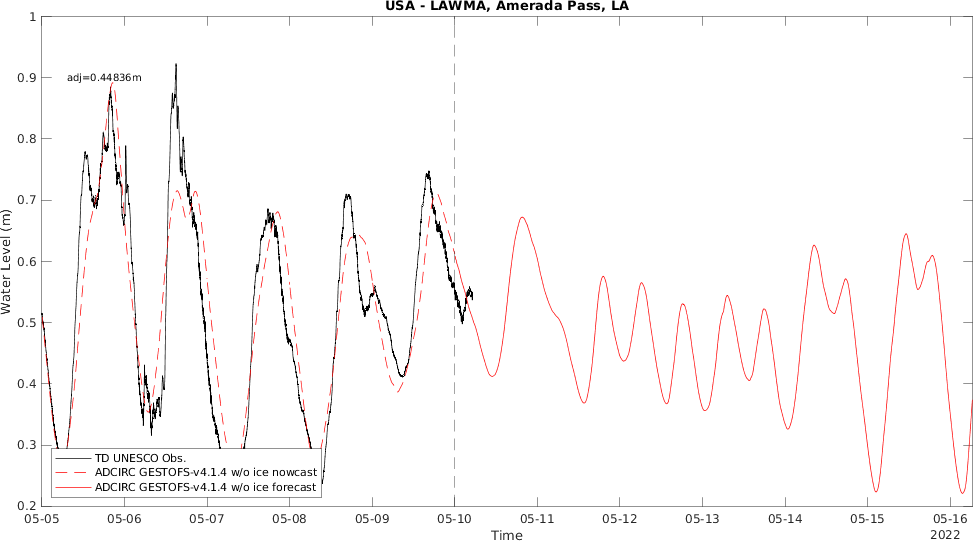 USA - LAWMA, Amerada Pass, LA
1
0.9
0.8
0.7
0.6
0.5
0.4
0.3
0.2
Water Level (m)
adj=0.44836m
TD UNESCO Obs.
ADCIRC GESTOFS-v4.1.4 w/o ice nowcast
ADCIRC GESTOFS-v4.1.4 w/o ice forecast
05-05 05-06 05-07 05-08 05-09 05-10 05-11 05-12 05-13 05-14 05-15 05-16
Time
2022